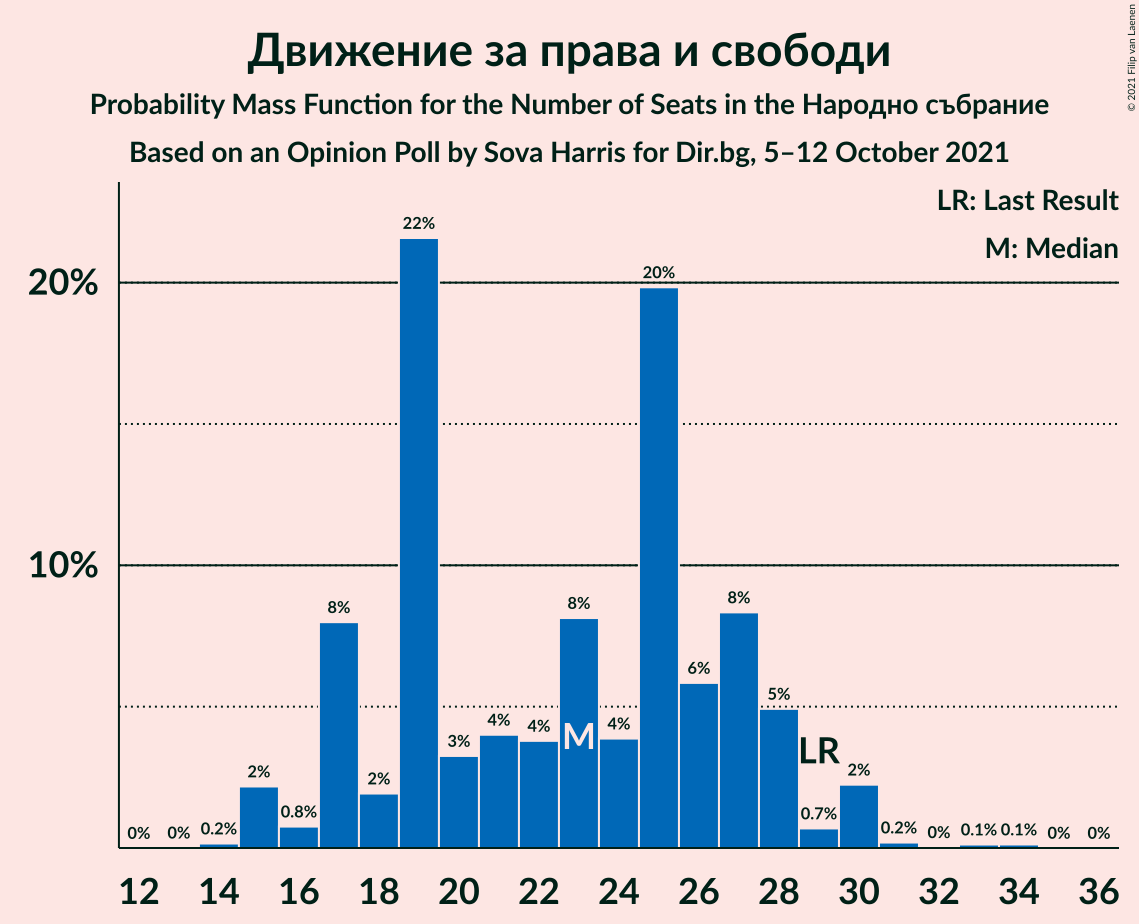 Движение за права и свободи
Probability Mass Function for the Number of Seats in the Народно събрание
Based on an Opinion Poll by Sova Harris for Dir.bg, 5–12 October 2021
© 2021 Filip van Laenen
LR: Last Result
M: Median
20%
10%
0% 0% 0.2% 2% 0.8% 8% 2% 22% 3% 4% 4% 8% 4% 20% 6% 8% 5% 0.7% 2% 0.2% 0% 0.1% 0.1% 0% 0%
M
LR
12 14 16 18 20 22 24 26 28 30 32 34 36